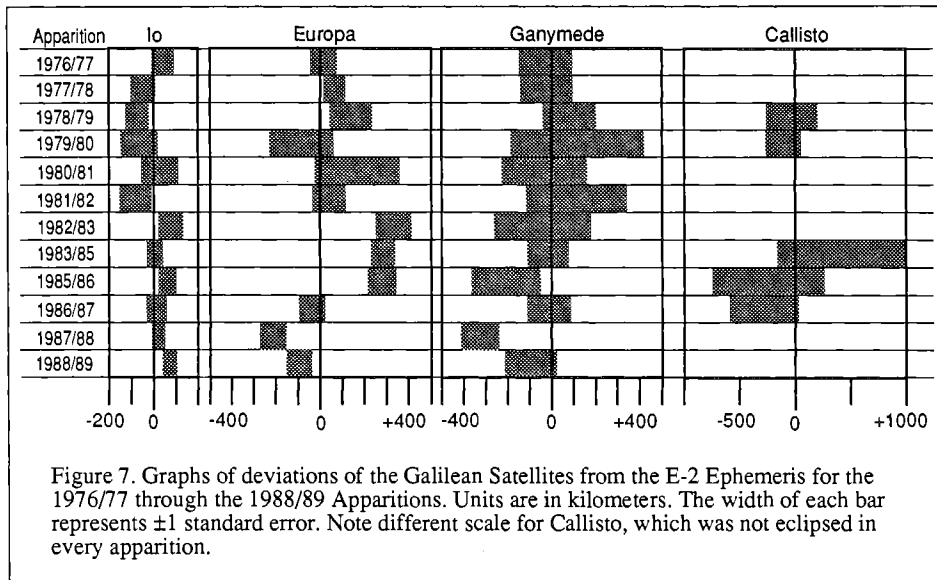 Apparition Io Europa Ganymede Callisto
1976/77
1977/78
1978/79
1979/80
1980/81
1981/82
1982/83
1983/85
1985/86
1986/87
1987/88
1988/89
-200 0 -400 0 +400 -400 0 +400 -500 0 +1000
Figure 7. Graphs of deviations of the Galilean Satellites from the E-2 Ephemeris for the
1976/77 through the 1988/89 Apparitions. Units are in kilometers. The width of each bar
represents ±1 standard error. Note different scale for Callisto, which was not eclipsed in
every apparition.